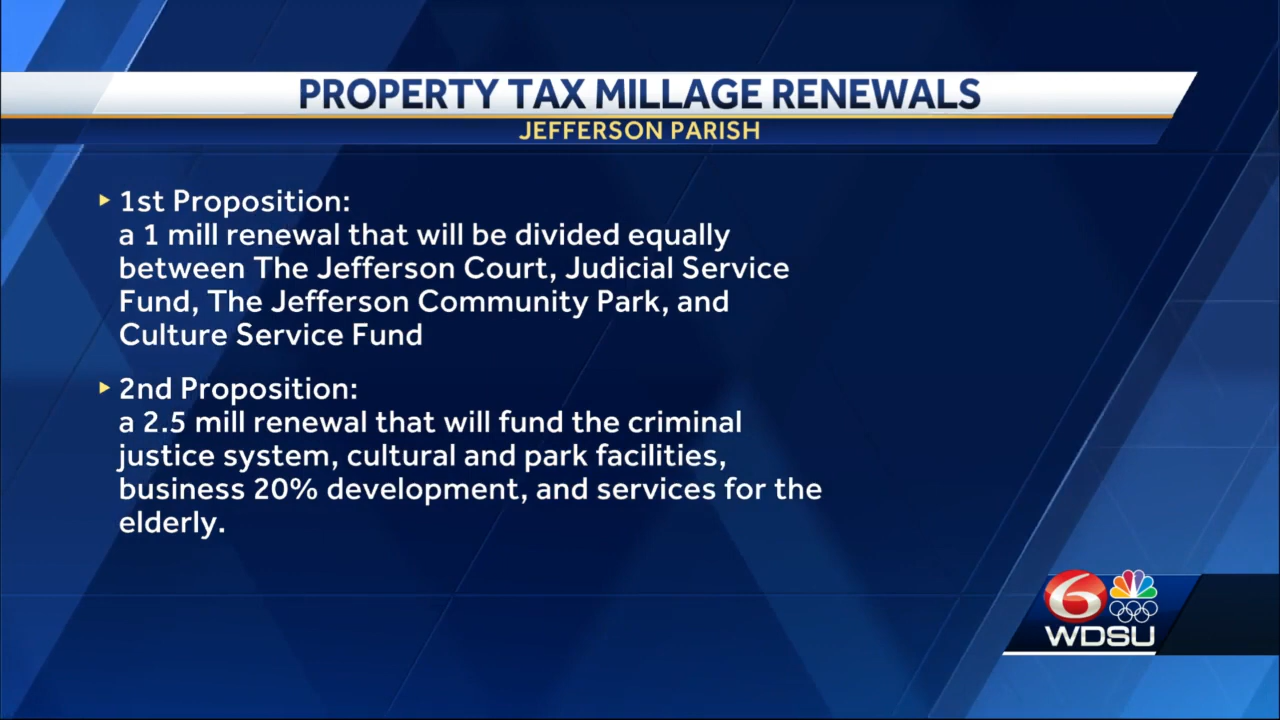 PROPERTY TAX MILLAGE RENEWALS
JEFFERSON PARISH
1st Proposition:
a 1 mill renewal that will be divided equally
between The Jefferson Court, Judicial Service
Fund, The Jefferson Community Park, and
Culture Service Fund
2nd Proposition:
a 2.5 mill renewal that will fund the criminal
justice system, cultural and park facilities,
business 20% development, and services for the
elderly.
6
WDSU